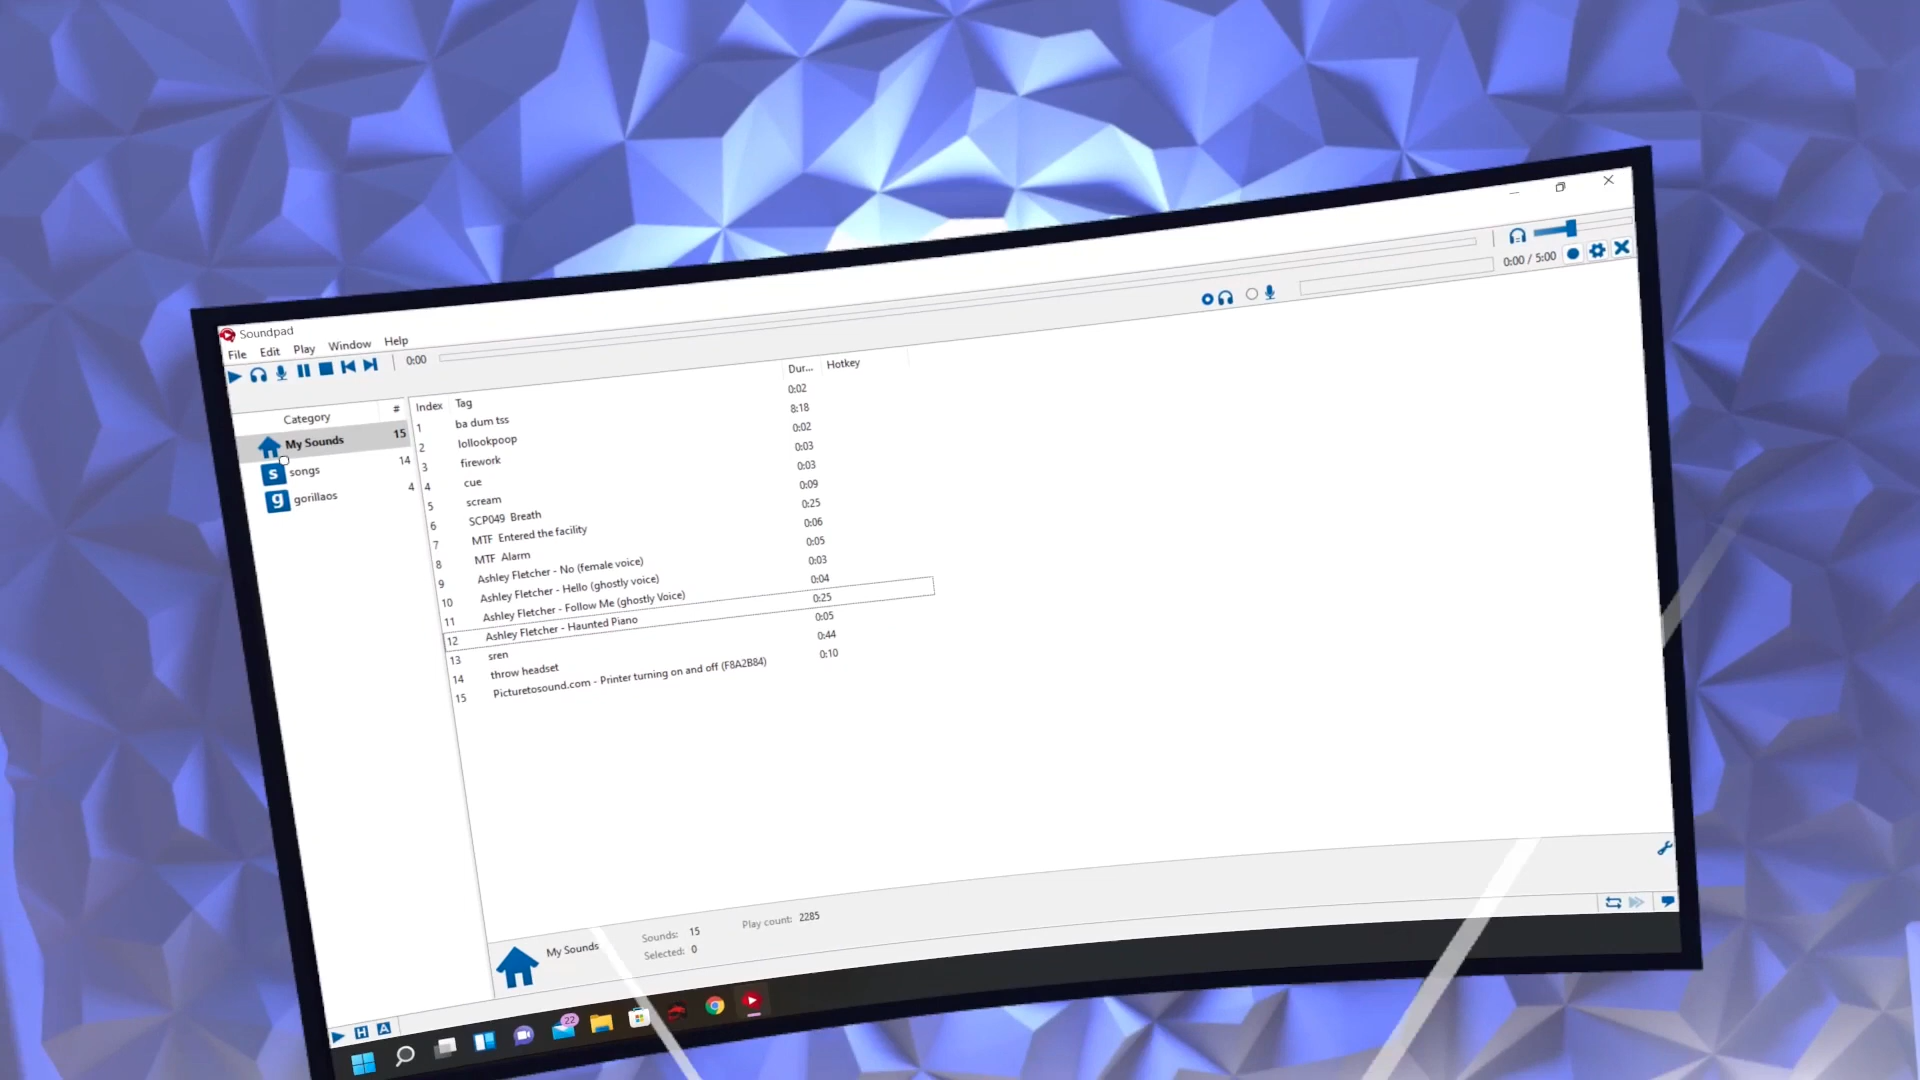 Soundpad
File Edit Play Window Help
0:00
0:00 / 5:00
Category #
My Sounds 15
s songs 14
g gorillaos 4
Index Tag Dur... Hotkey
1 ba dum tss 0:02
2 lollookpoop 8:18
3 firework 0:02
4 cue 0:03
5 scream 0:03
6 SCP049 Breath 0:09
7 MTF Entered the facility 0:25
8 MTF Alarm 0:06
9 Ashley Fletcher - No (female voice) 0:05
10 Ashley Fletcher - Hello (ghostly voice) 0:03
11 Ashley Fletcher - Follow Me (ghostly Voice) 0:04
12 Ashley Fletcher - Haunted Piano 0:25
13 sren 0:05
14 throw headset 0:44
15 Picturetosound.com - Printer turning on and off (F8A2B84) 0:10
My Sounds
Sounds: 15
Selected: 0
Play count: 2285
H A
22